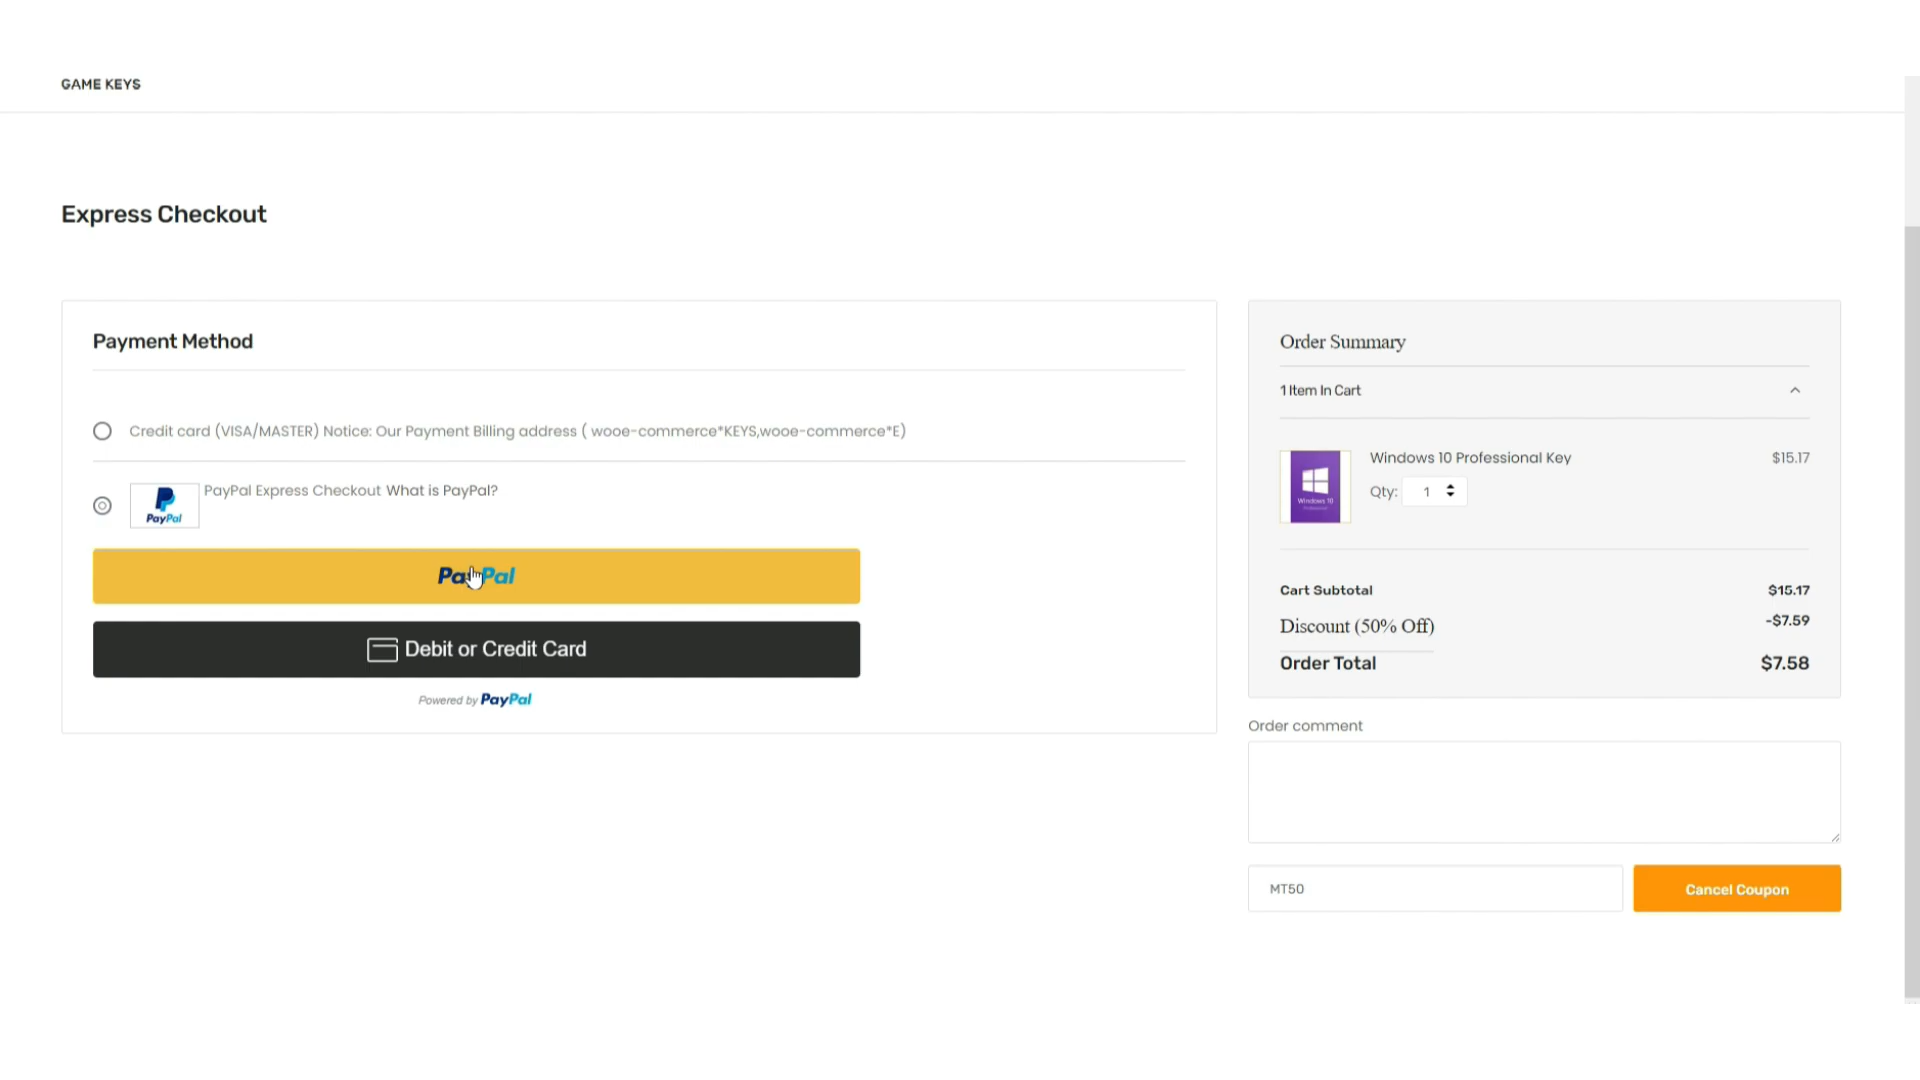 GAME KEYS
Express Checkout
Payment Method
Credit card (VISA/MASTER) Notice: Our Payment Billing address ( wooe-commerce*KEYS,wooe-commerce*E)
PayPal
PayPal Express Checkout What is PayPal?
PayPal
Debit or Credit Card
Powered by PayPal
Order Summary
1 Item In Cart
Windows 10
Windows 10 Professional Key $15.17
Qty: 1
Cart Subtotal $15.17
Discount (50% Off) -$7.59
Order Total $7.58
Order comment
MT50
Cancel Coupon